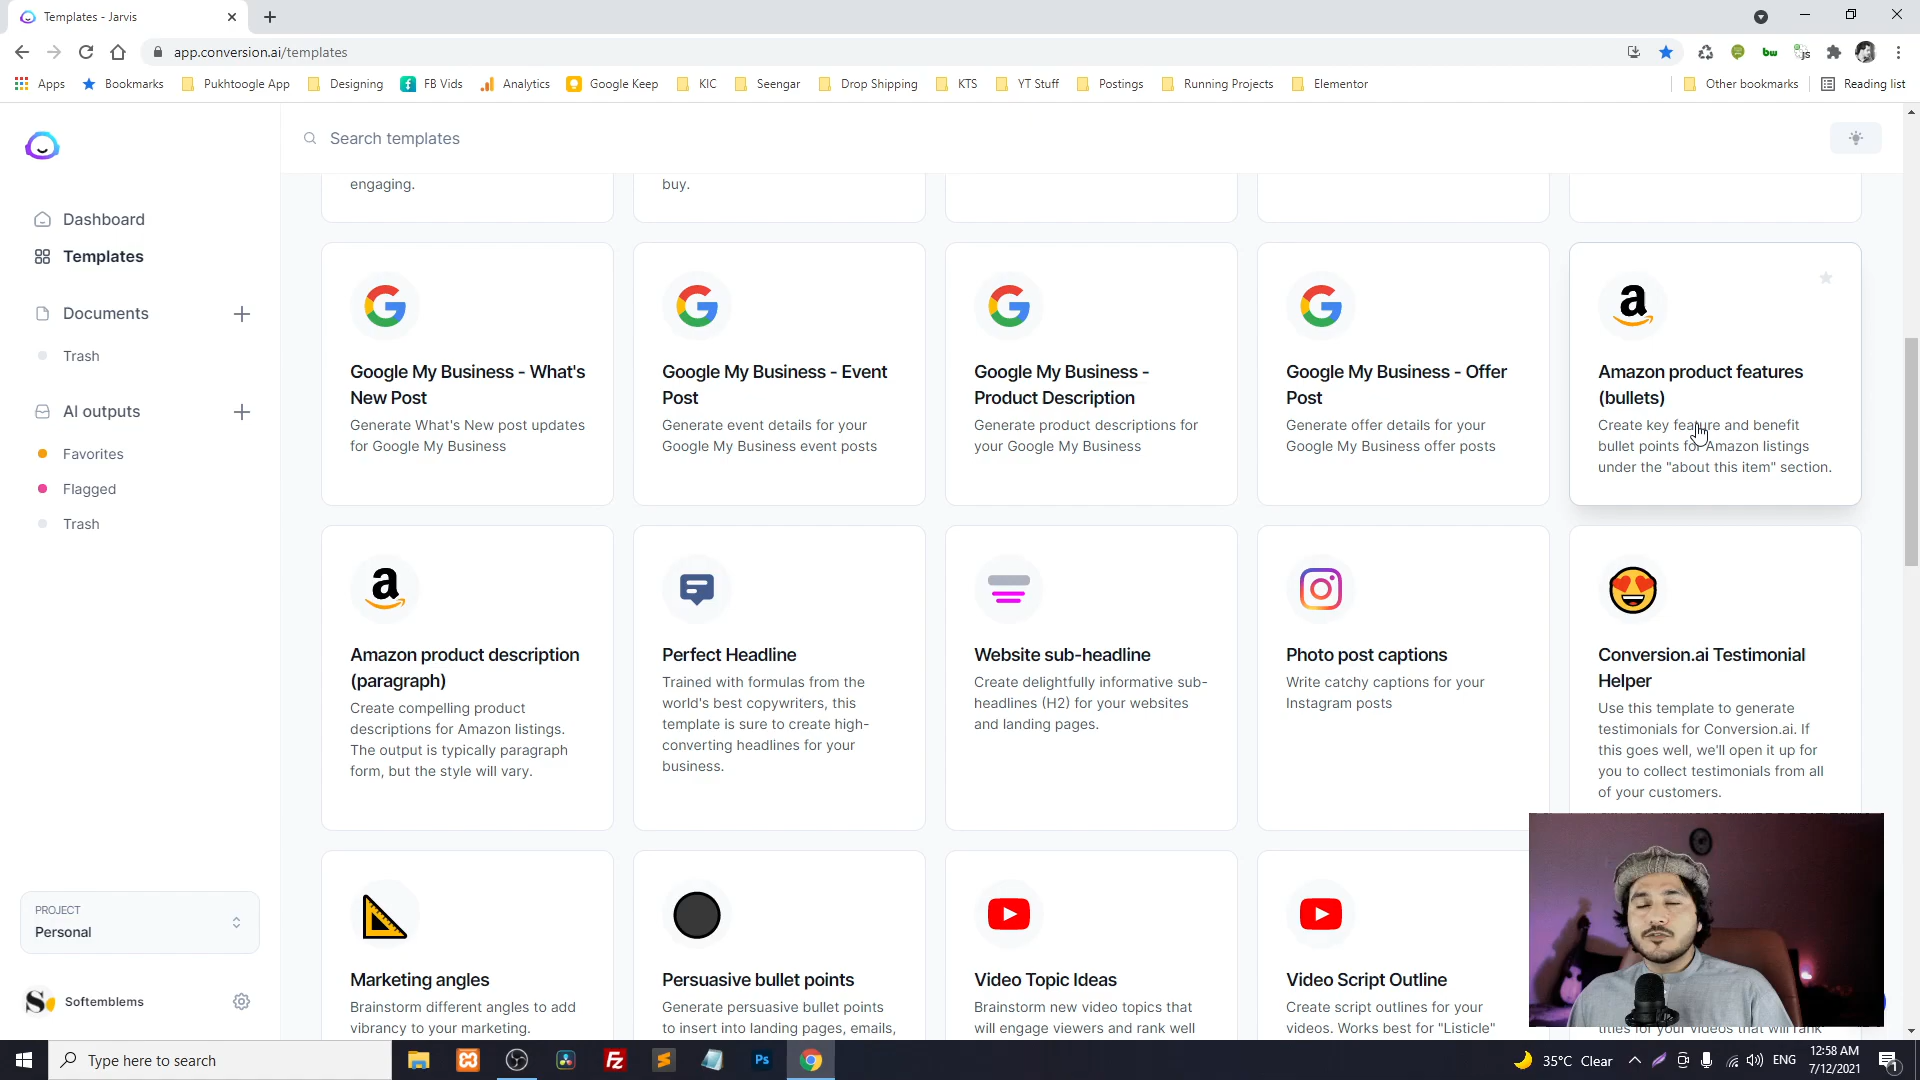 Templates - Jarvis
app.conversion.ai/templates
Apps
Bookmarks
Pukhtoogle App
Designing
FB Vids
Analytics
Google Keep
KIC
Seengar
Drop Shipping
KTS
YT Stuff
Postings
Running Projects
Elementor
Other bookmarks
Reading list
Search templates
Dashboard
Templates
Documents
Trash
AI outputs
Favorites
Flagged
Trash
PROJECT
Personal
Softemblems
engaging.
buy.
Google My Business - What's
New Post
Generate What's New post updates
for Google My Business
Google My Business - Event
Post
Generate event details for your
Google My Business event posts
Google My Business -
Product Description
Generate product descriptions for
your Google My Business
Google My Business - Offer
Post
Generate offer details for your
Google My Business offer posts
Amazon product features
(bullets)
Create key feature and benefit
bullet points for Amazon listings
under the "about this item" section.
Amazon product description
(paragraph)
Create compelling product
descriptions for Amazon listings.
The output is typically paragraph
form, but the style will vary.
Perfect Headline
Trained with formulas from the
world's best copywriters, this
template is sure to create high-
converting headlines for your
business.
Website sub-headline
Create delightfully informative sub-
headlines (H2) for your websites
and landing pages.
Photo post captions
Write catchy captions for your
Instagram posts
Conversion.ai Testimonial
Helper
Use this template to generate
testimonials for Conversion.ai. If
this goes well, we'll open it up for
you to collect testimonials from all
of your customers.
Marketing angles
Brainstorm different angles to add
vibrancy to your marketing.
Persuasive bullet points
Generate persuasive bullet points
to insert into landing pages, emails,
Video Topic Ideas
Brainstorm new video topics that
will engage viewers and rank well
Video Script Outline
Create script outlines for your
videos. Works best for "Listicle"
titles for your videos that will rank
Type here to search
35°C Clear
ENG
12:58 AM
7/12/2021